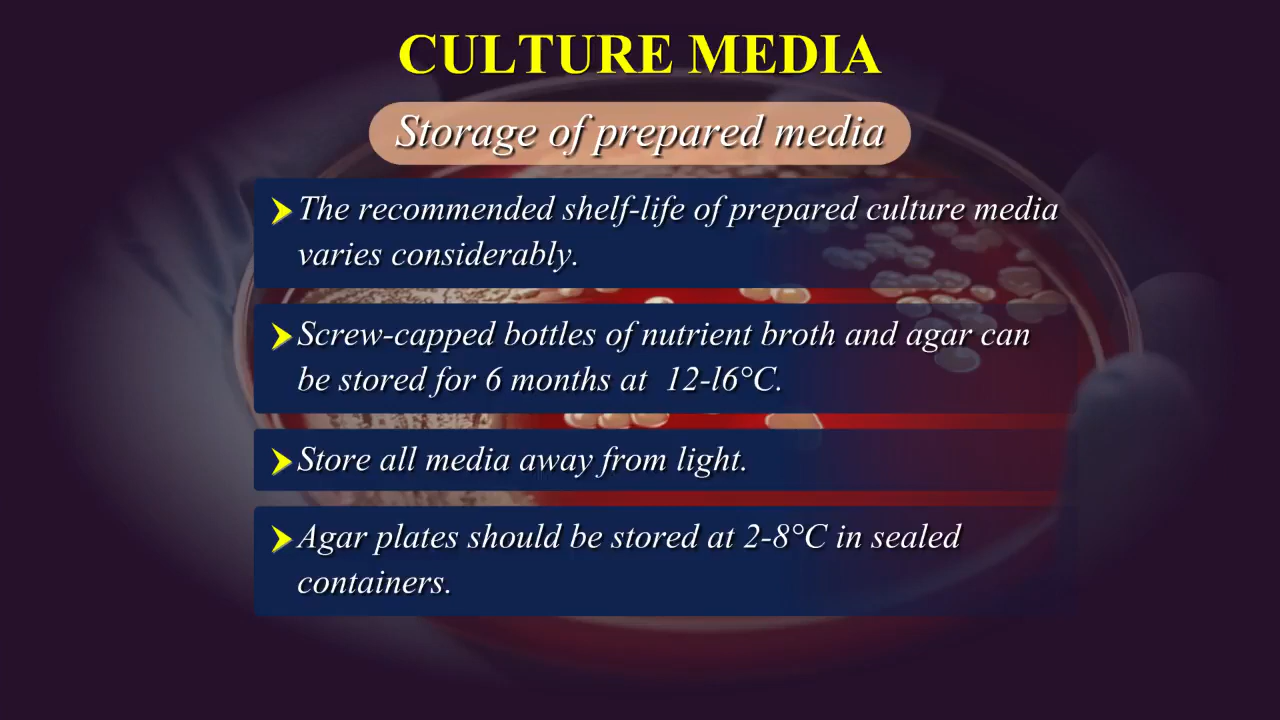 CULTURE MEDIA
Storage of prepared media
The recommended shelf-life of prepared culture media
varies considerably.
Screw-capped bottles of nutrient broth and agar can
be stored for 6 months at 12-l6°C.
Store all media away from light.
Agar plates should be stored at 2-8°C in sealed
containers.